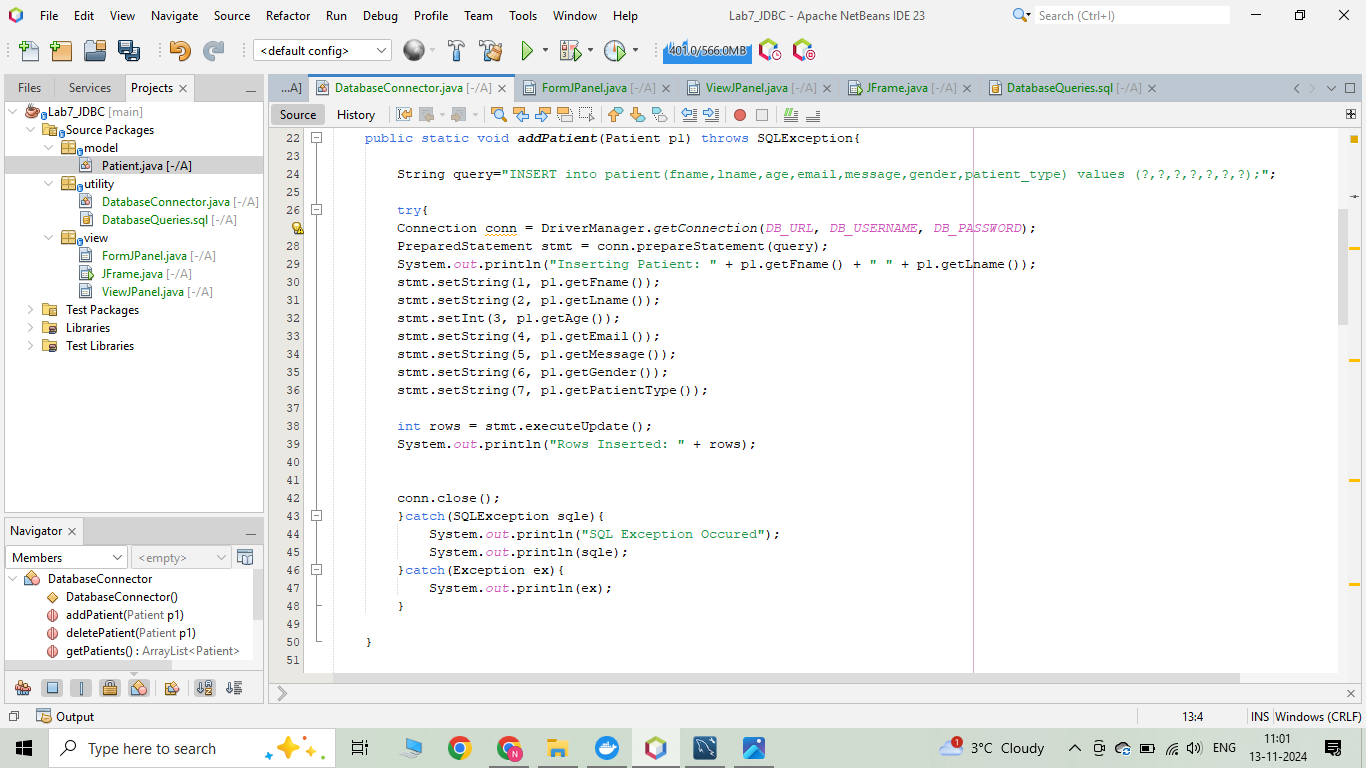 File Edit View Navigate Source Refactor Run Debug Profile Team Tools Window Help
Lab7_JDBC - Apache NetBeans IDE 23
Search (Ctrl+I)
<default config>
401.0/566.0MB
Files Services Projects
...A] DatabaseConnector.java [-/A] FormJPanel.java [-/A] ViewJPanel.java [-/A] JFrame.java [-/A] DatabaseQueries.sql [-/A]
Source History
Lab7_JDBC [main]
Source Packages
model
Patient.java [-/A]
utility
DatabaseConnector.java [-/A]
DatabaseQueries.sql [-/A]
view
FormJPanel.java [-/A]
JFrame.java [-/A]
ViewJPanel.java [-/A]
Test Packages
Libraries
Test Libraries
Navigator
Members <empty>
DatabaseConnector
DatabaseConnector()
addPatient(Patient p1)
deletePatient(Patient p1)
getPatients() : ArrayList<Patient>
22 public static void addPatient(Patient p1) throws SQLException{
23
24 String query="INSERT into patient(fname,lname,age,email,message,gender,patient_type) values (?,?,?,?,?,?,?);";
25
26 try{
Connection conn = DriverManager.getConnection(DB_URL, DB_USERNAME, DB_PASSWORD);
28 PreparedStatement stmt = conn.prepareStatement(query);
29 System.out.println("Inserting Patient: " + p1.getFname() + " " + p1.getLname());
30 stmt.setString(1, p1.getFname());
31 stmt.setString(2, p1.getLname());
32 stmt.setInt(3, p1.getAge());
33 stmt.setString(4, p1.getEmail());
34 stmt.setString(5, p1.getMessage());
35 stmt.setString(6, p1.getGender());
36 stmt.setString(7, p1.getPatientType());
37
38 int rows = stmt.executeUpdate();
39 System.out.println("Rows Inserted: " + rows);
40
41
42 conn.close();
43 }catch(SQLException sqle){
44 System.out.println("SQL Exception Occured");
45 System.out.println(sqle);
46 }catch(Exception ex){
47 System.out.println(ex);
48 }
49
50 }
51
Output
13:4 INS Windows (CRLF)
Type here to search
1
3°C Cloudy
ENG
11:01
13-11-2024